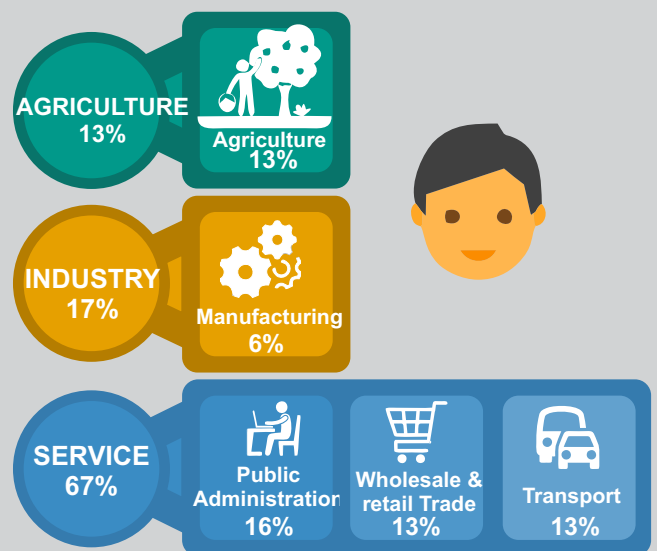 AGRICULTURE
13%
Agriculture
13%
INDUSTRY
17%
Manufacturing
6%
SERVICE
67%
Public
Administration
16%
Wholesale &
retail Trade
13%
Transport
13%